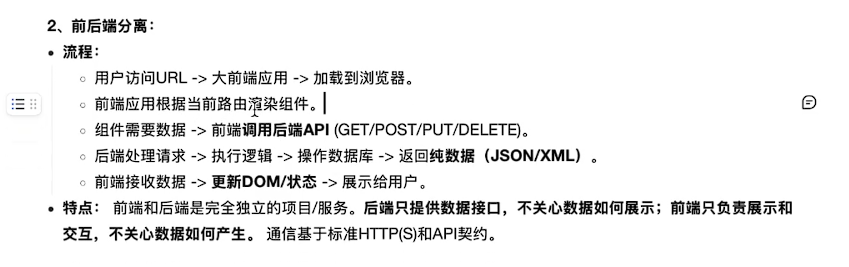 2、前后端分离：
流程：
用户访问URL -> 大前端应用 -> 加载到浏览器。
前端应用根据当前路由渲染组件。
组件需要数据 -> 前端调用后端API (GET/POST/PUT/DELETE)。
后端处理请求 -> 执行逻辑 -> 操作数据库 -> 返回纯数据（JSON/XML）。
前端接收数据 -> 更新DOM/状态 -> 展示给用户。
特点： 前端和后端是完全独立的项目/服务。后端只提供数据接口，不关心数据如何展示；前端只负责展示和
交互，不关心数据如何产生。 通信基于标准HTTP(S)和API契约。